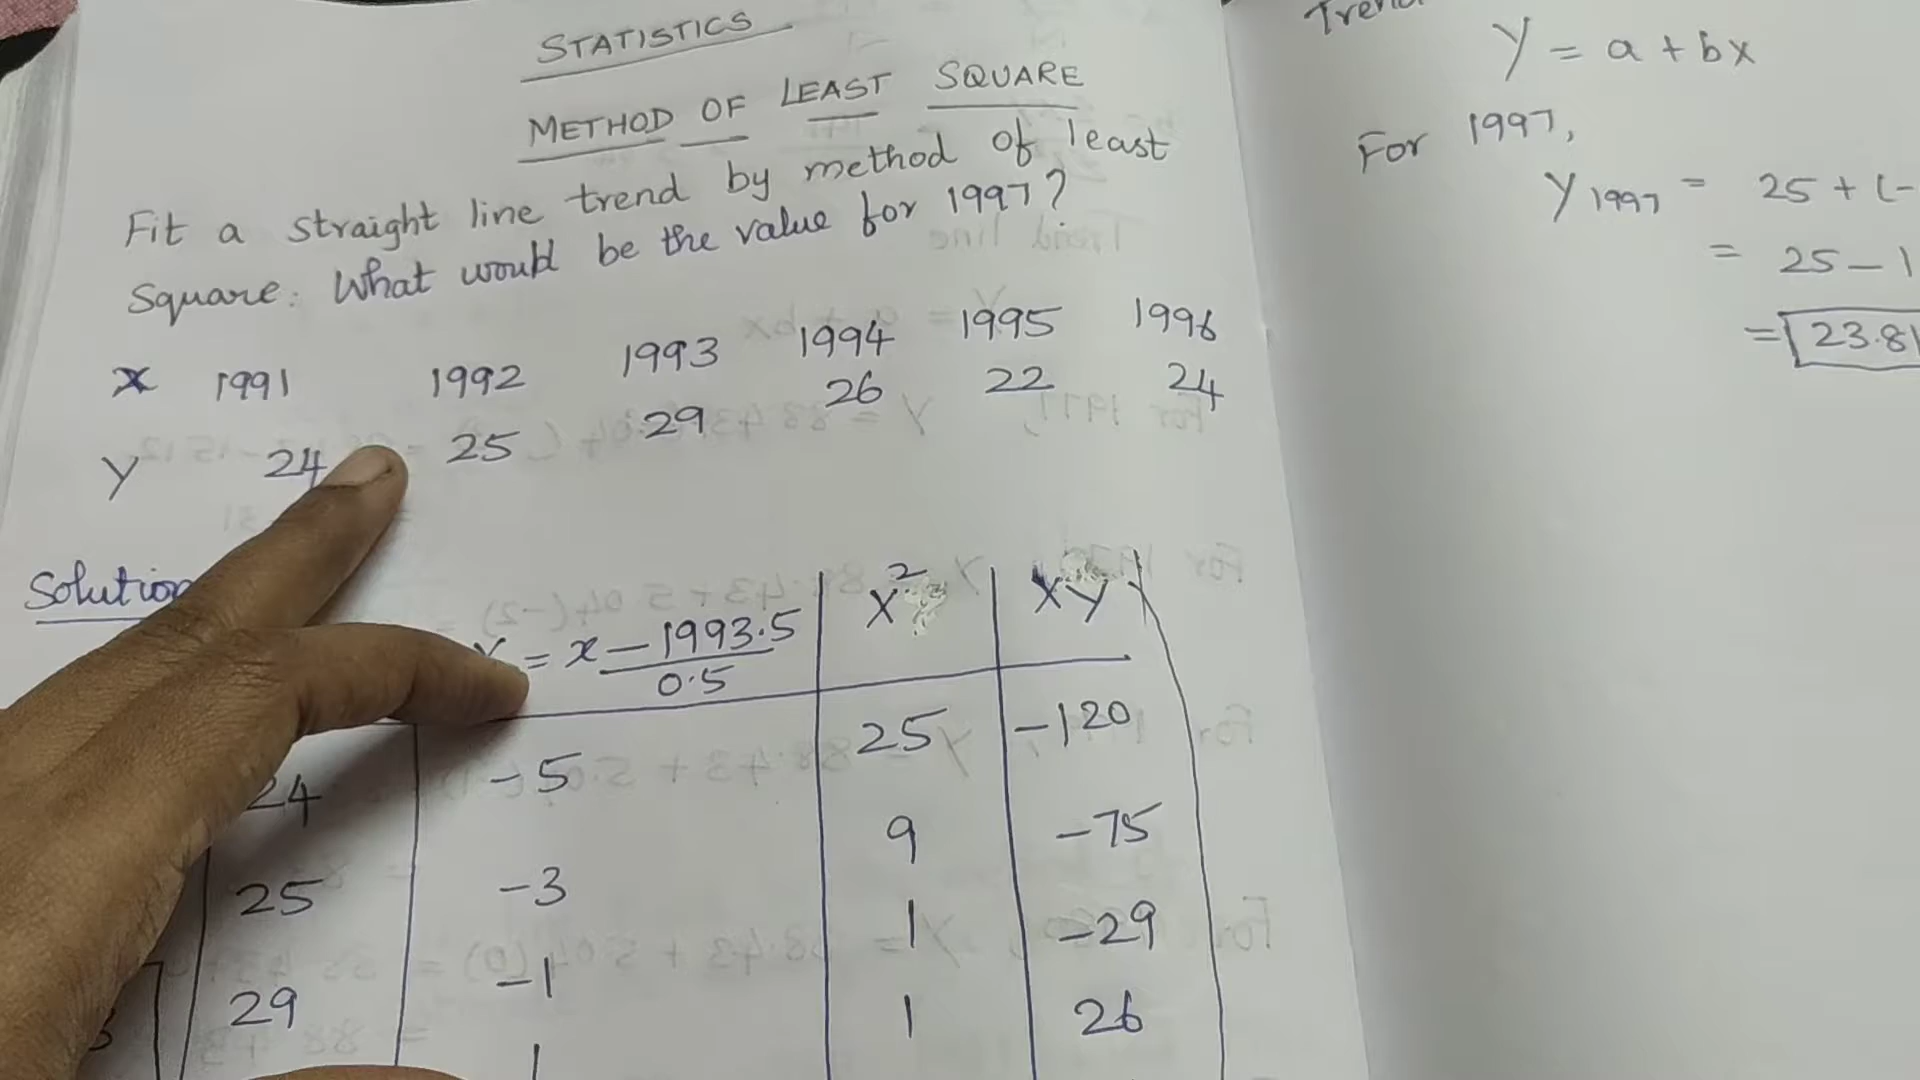 STATISTICS
METHOD OF LEAST SQUARE
Fit a straight line trend by method of least
Square. What would be the value for 1997?
X 1991 1992 1993 1994 1995 1996
Y 24 25 29 26 22 24
Solution
= x - 1993.5 / 0.5 X² XY
24 -5 25 -120
25 -3 9 -75
29 -1 1 -29
1 26
Y = a + bx
For 1997,
Y 1997 = 25 + (-
= 25 - 1
= 23.81